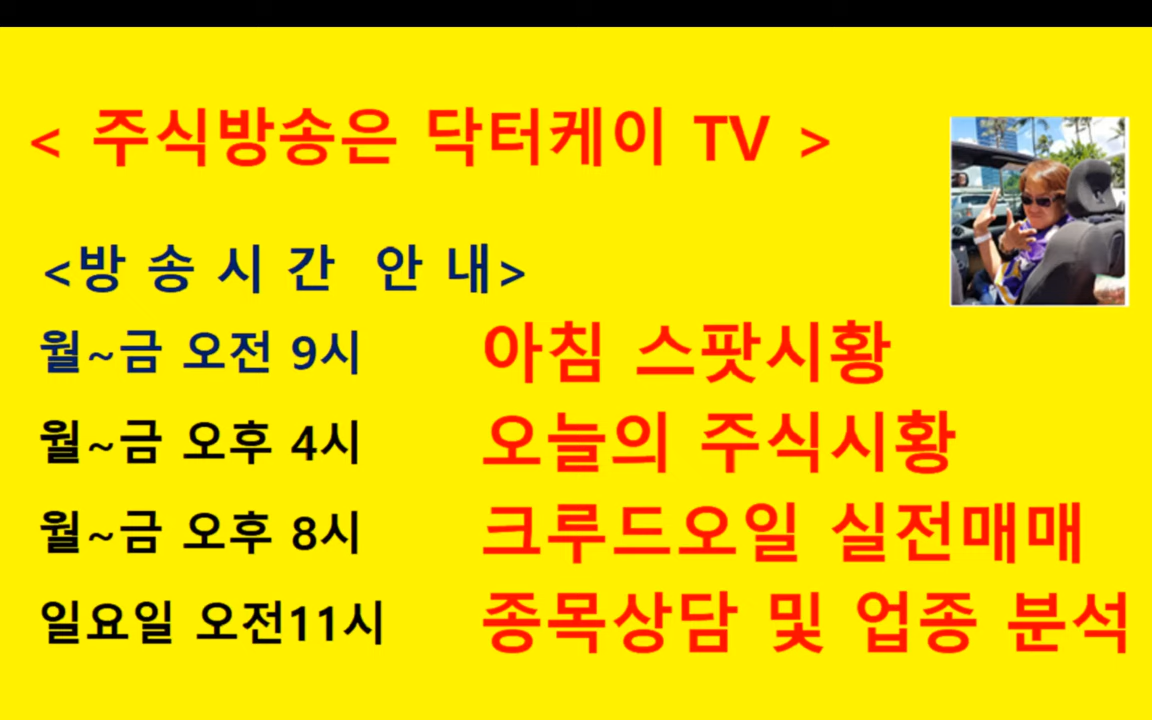 < 주식방송은 닥터케이 TV >
<방 송 시 간 안 내>
월~금 오전 9시 아침 스팟시황
월~금 오후 4시 오늘의 주식시황
월~금 오후 8시 크루드오일 실전매매
일요일 오전11시 종목상담 및 업종 분석